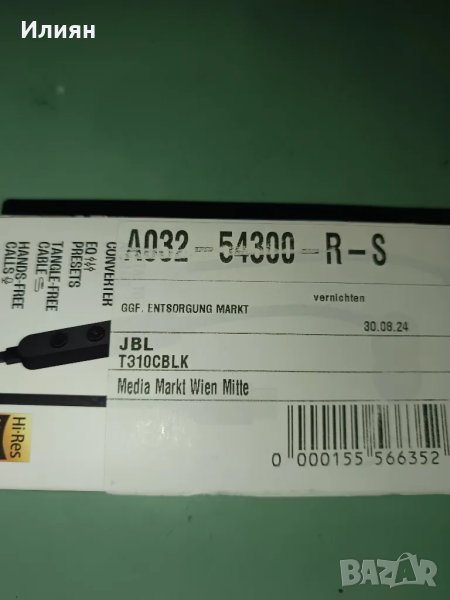 Илиян
CONVERTER
EQ PRESETS
TANGLE-FREE
CABLE
HANDS-FREE
CALLS
Hi-Res
A032-54300-R-S
vernichten
GGF. ENTSORGUNG MARKT
30.08.24
JBL
T310CBLK
Media Markt Wien Mitte
0 000155 566352
BAZAR